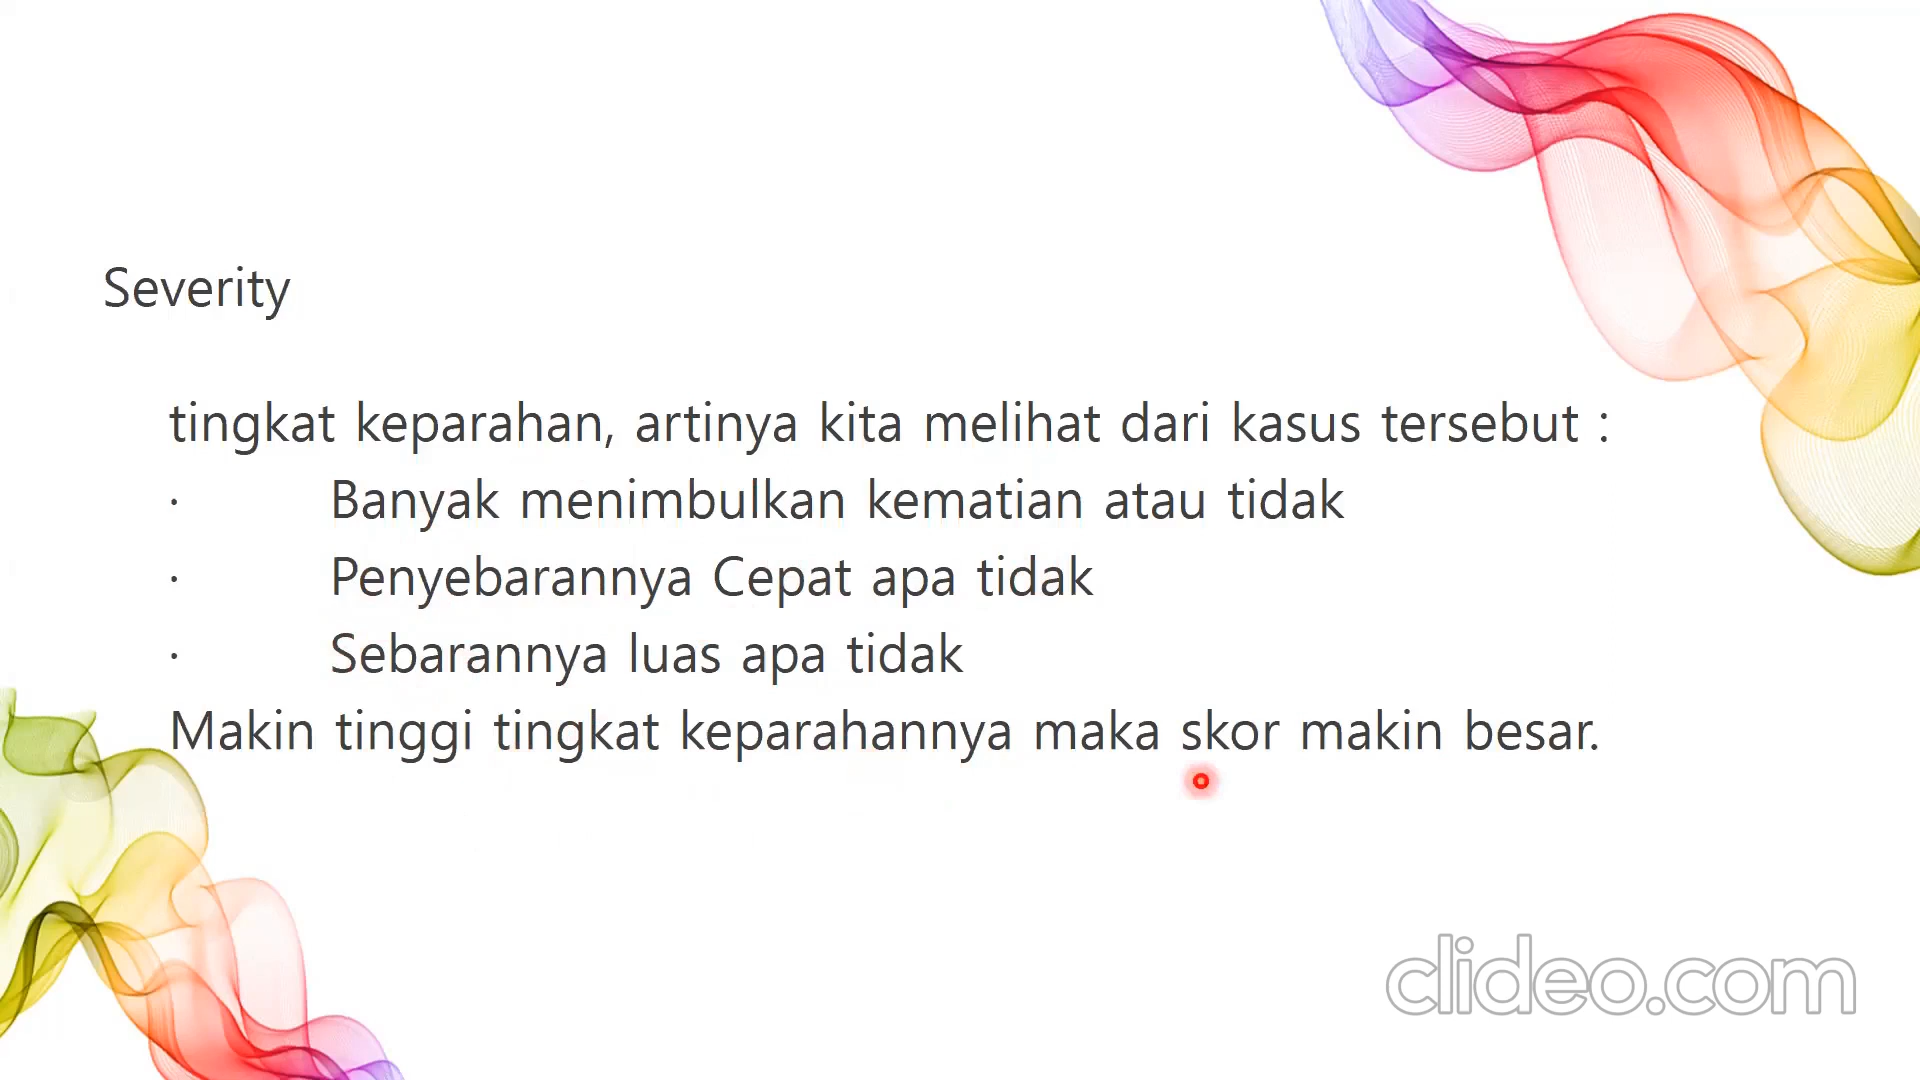 Severity
tingkat keparahan, artinya kita melihat dari kasus tersebut :
· Banyak menimbulkan kematian atau tidak
· Penyebarannya Cepat apa tidak
· Sebarannya luas apa tidak
Makin tinggi tingkat keparahannya maka skor makin besar.
clideo.com